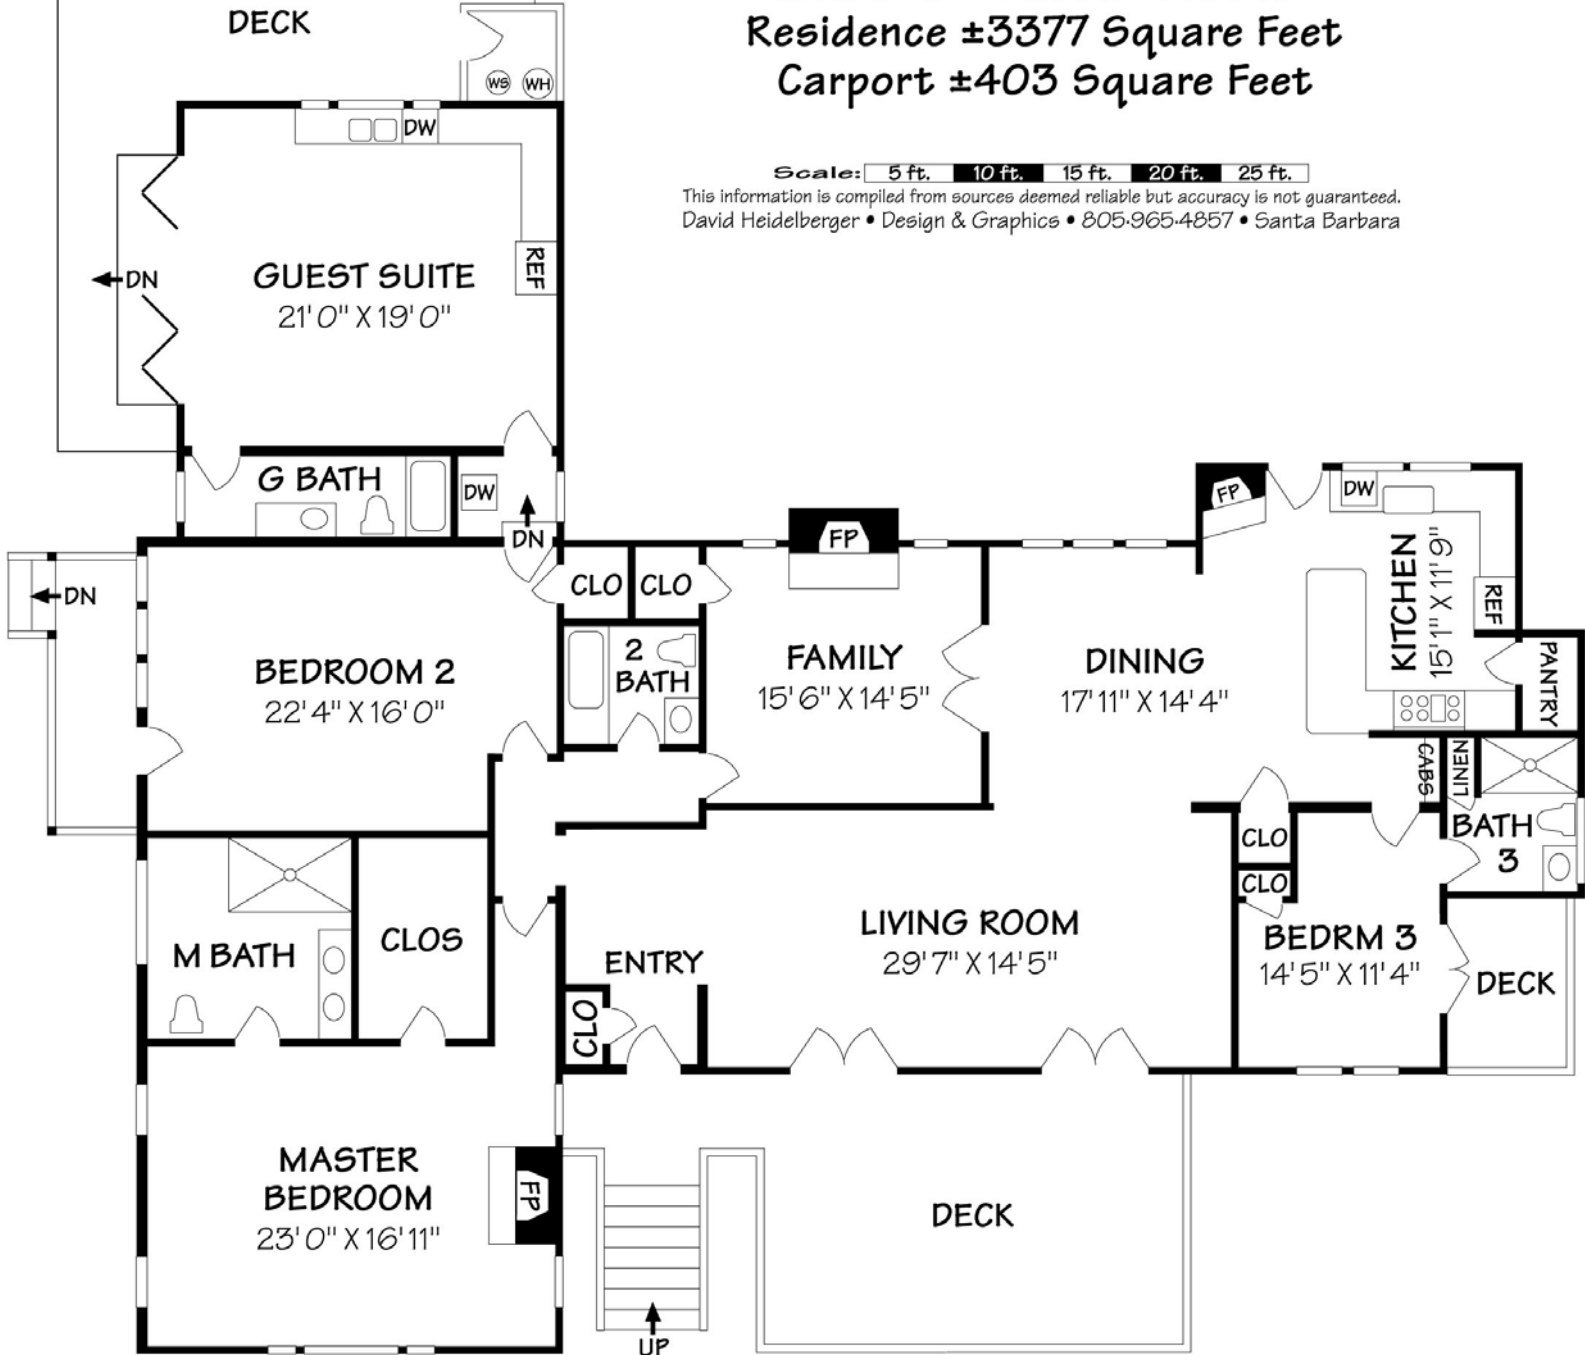 DECK
Residence ±3377 Square Feet
Carport ±403 Square Feet
WS
WH
DW
Scale: 5 ft. 10 ft. 15 ft. 20 ft. 25 ft.
This information is compiled from sources deemed reliable but accuracy is not guaranteed.
David Heidelberger • Design & Graphics • 805•965•4857 • Santa Barbara
DN
GUEST SUITE
21'0" X 19'0"
REF
G BATH
DW
DN
FP
FP
DW
KITCHEN
15'1" X 11'9"
REF
PANTRY
DN
CLO
CLO
BEDROOM 2
22'4" X 16'0"
2
BATH
FAMILY
15'6" X 14'5"
DINING
17'11" X 14'4"
CABS
LINEN
BATH
3
CLO
CLO
M BATH
CLOS
ENTRY
CLO
LIVING ROOM
29'7" X 14'5"
BEDRM 3
14'5" X 11'4"
DECK
MASTER
BEDROOM
23'0" X 16'11"
FP
DECK
UP